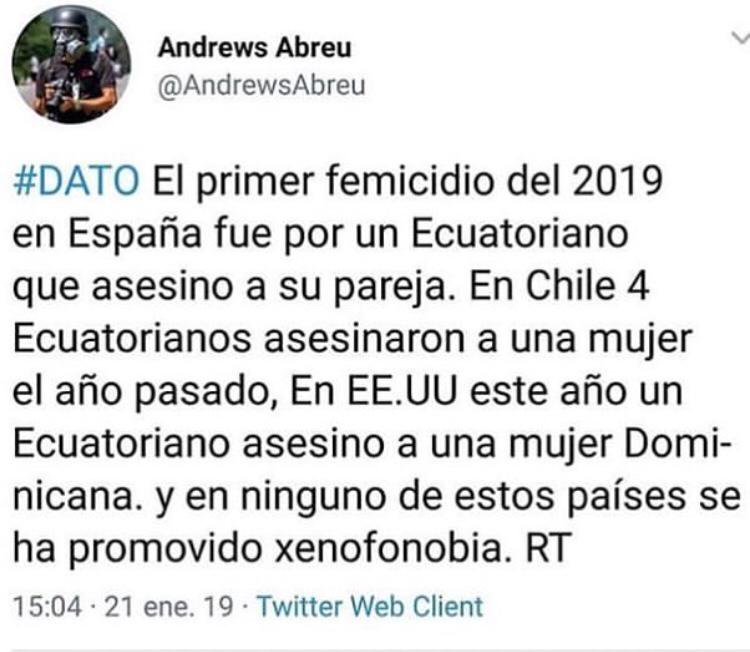 Andrews Abreu
@AndrewsAbreu
#DATO El primer femicidio del 2019
en España fue por un Ecuatoriano
que asesino a su pareja. En Chile 4
Ecuatorianos asesinaron a una mujer
el año pasado, En EE.UU este año un
Ecuatoriano asesino a una mujer Domi-
nicana. y en ninguno de estos países se
ha promovido xenofonobia. RT
15:04 · 21 ene. 19 · Twitter Web Client